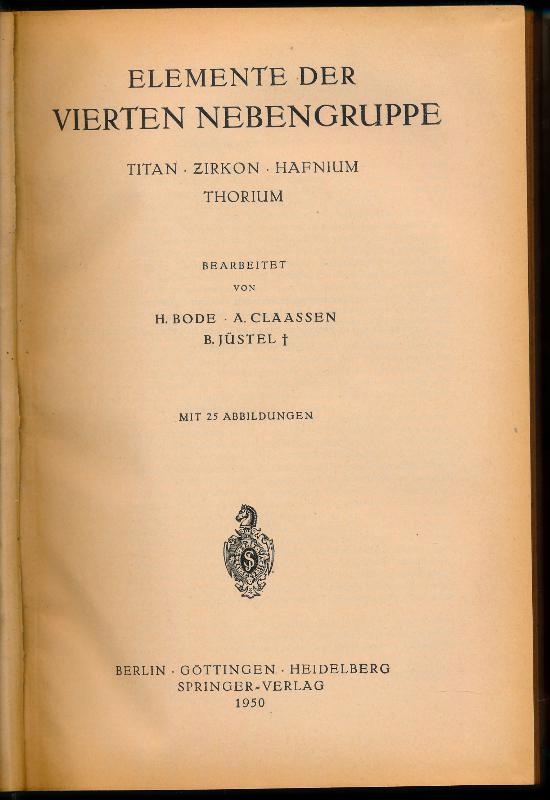 ELEMENTE DER
VIERTEN NEBENGRUPPE
TITAN · ZIRKON · HAFNIUM
THORIUM
BEARBEITET
VON
H. BODE · A. CLAASSEN
B. JÜSTEL †
MIT 25 ABBILDUNGEN
BERLIN · GÖTTINGEN · HEIDELBERG
SPRINGER-VERLAG
1950